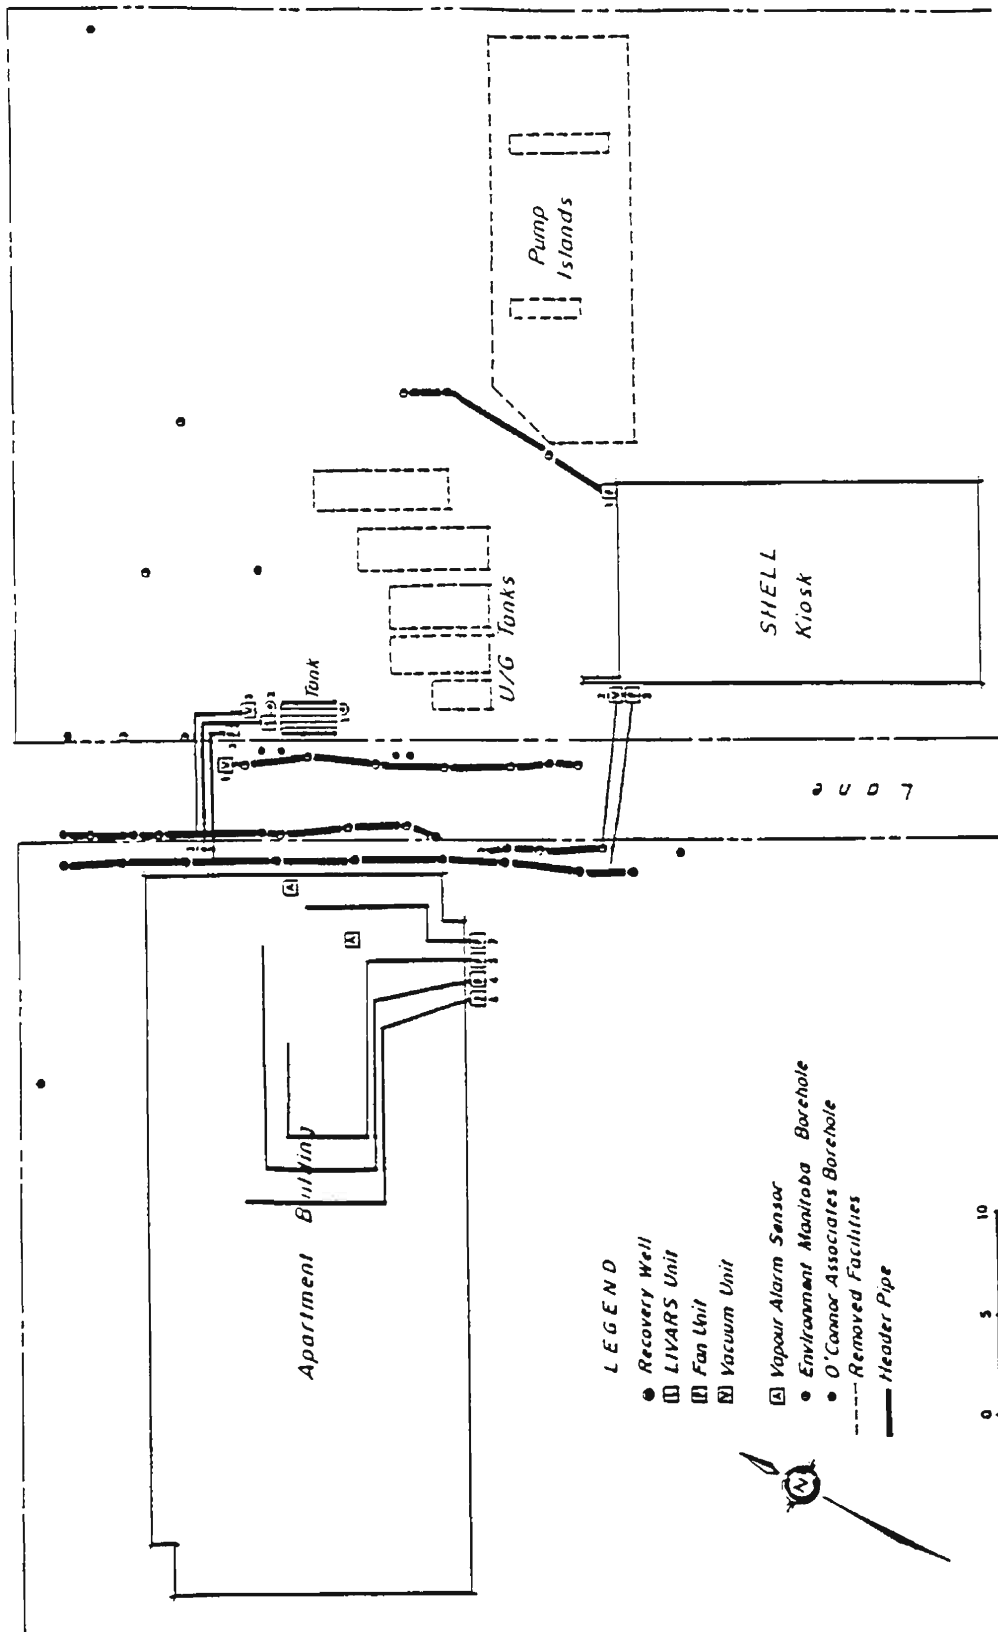 Pump
Islands
U/G Tanks
Tank
SHELL
Kiosk
Lane
A
A
Apartment Building
LEGEND
Recovery Well
L LIVARS Unit
F Fan Unit
V Vacuum Unit
A Vapour Alarm Sensor
Environment Manitoba Borehole
O'Connor Associates Borehole
Removed Facilities
Header Pipe
N
0 5 10